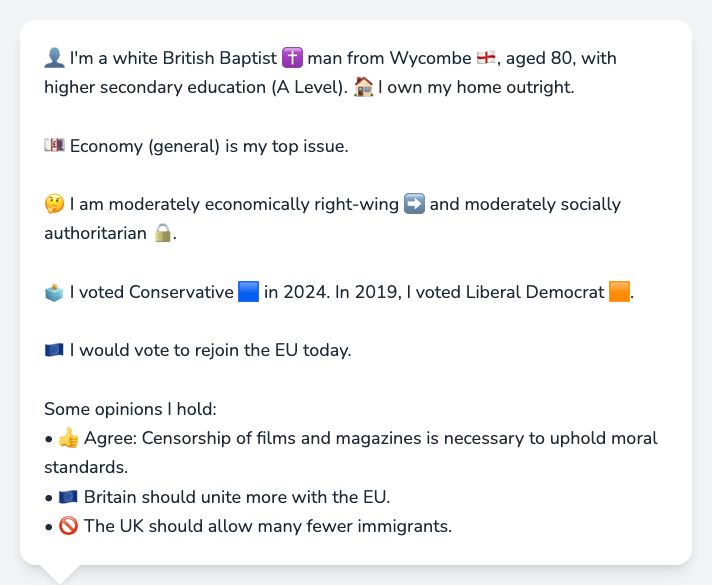 👤 I'm a white British Baptist ✝️ man from Wycombe 🏴󠁧󠁢󠁥󠁮󠁧󠁿, aged 80, with
higher secondary education (A Level). 🏠 I own my home outright.
💷 Economy (general) is my top issue.
🤔 I am moderately economically right-wing ➡️ and moderately socially
authoritarian 🔒.
🗳️ I voted Conservative 🟦 in 2024. In 2019, I voted Liberal Democrat 🟧.
🇪🇺 I would vote to rejoin the EU today.
Some opinions I hold:
• 👍 Agree: Censorship of films and magazines is necessary to uphold moral
standards.
• 🇪🇺 Britain should unite more with the EU.
• 🚫 The UK should allow many fewer immigrants.